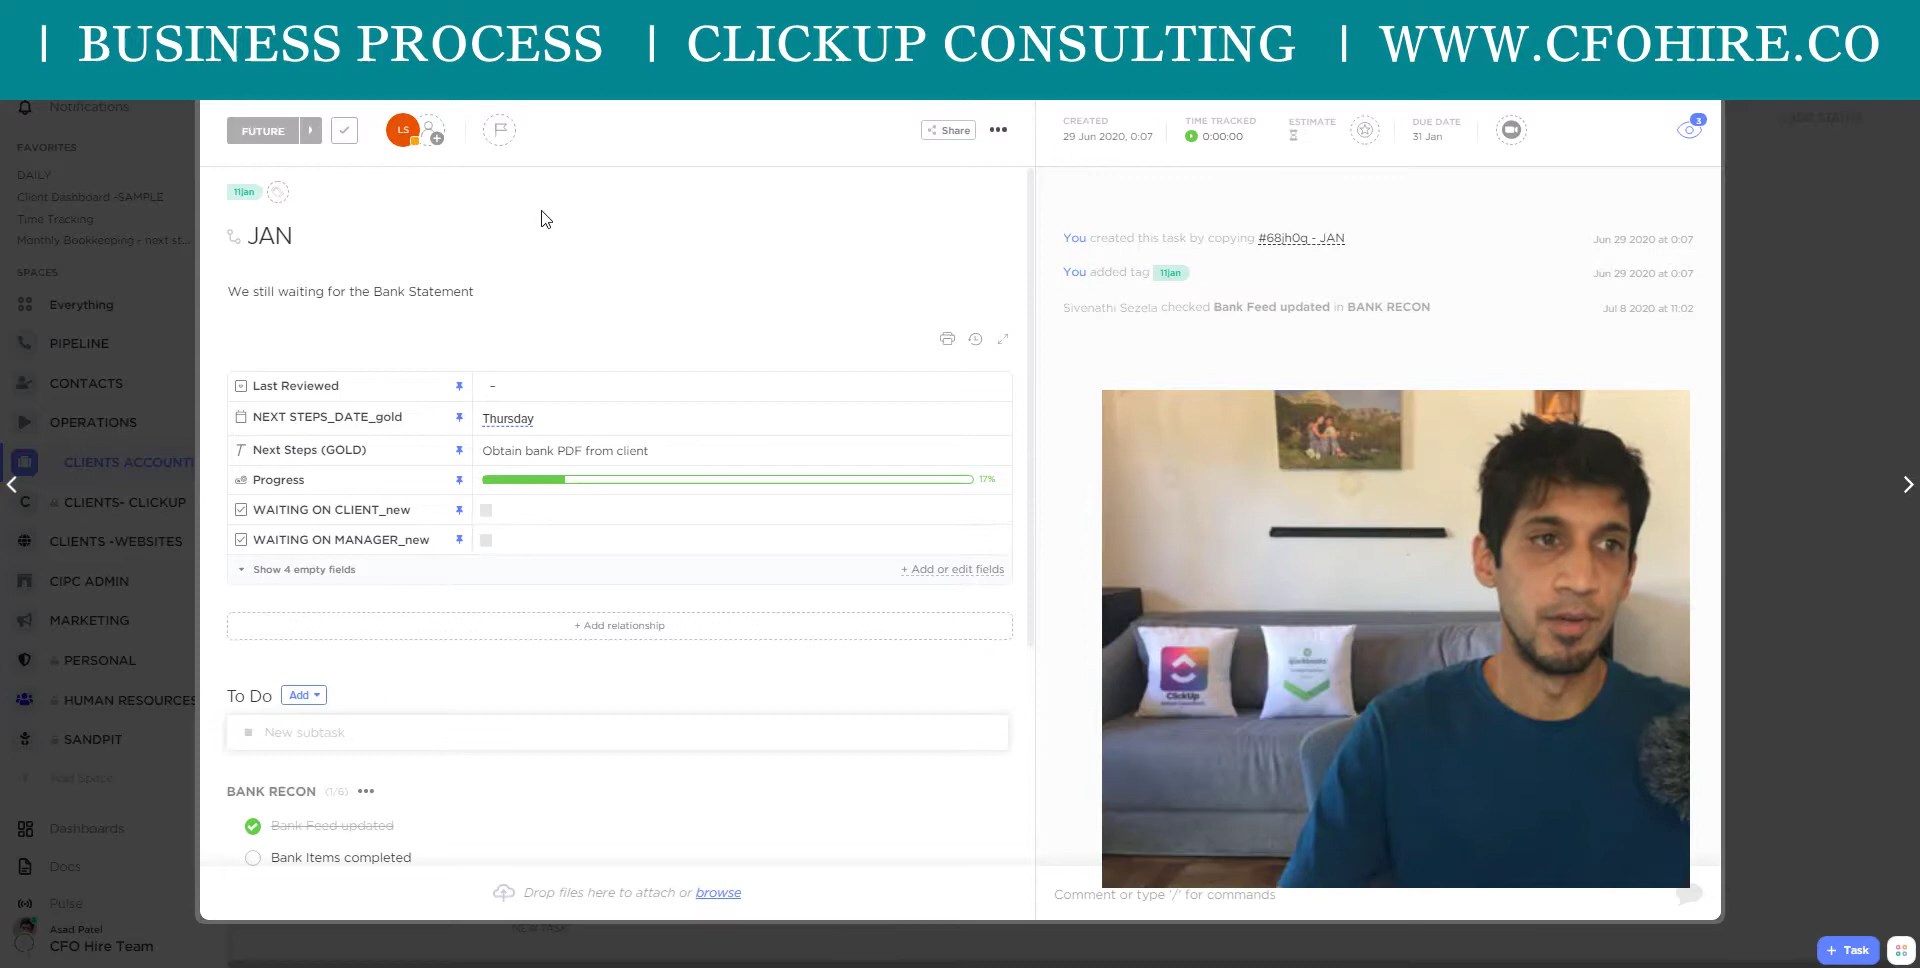 | BUSINESS PROCESS | CLICKUP CONSULTING | WWW.CFOHIRE.CO
Notifications
FAVORITES
DAILY
Client Dashboard -SAMPLE
Time Tracking
Monthly Bookkeeping - next st...
SPACES
Everything
PIPELINE
CONTACTS
OPERATIONS
CLIENTS ACCOUNTI
C CLIENTS- CLICKUP
CLIENTS -WEBSITES
CIPC ADMIN
MARKETING
PERSONAL
HUMAN RESOURCES
SANDPIT
+ Add Space
Dashboards
Docs
Pulse
Asad Patel
CFO Hire Team
FUTURE
LS
Share
11jan
JAN
We still waiting for the Bank Statement
Last Reviewed –
NEXT STEPS_DATE_gold Thursday
Next Steps (GOLD) Obtain bank PDF from client
Progress 17%
WAITING ON CLIENT_new
WAITING ON MANAGER_new
Show 4 empty fields + Add or edit fields
+ Add relationship
To Do Add
New subtask
BANK RECON (1/6)
Bank Feed updated
Bank Items completed
Drop files here to attach or browse
CREATED
29 Jun 2020, 0:07
TIME TRACKED
0:00:00
ESTIMATE
DUE DATE
31 Jan
3
You created this task by copying #68jh0q - JAN Jun 29 2020 at 0:07
You added tag 11jan Jun 29 2020 at 0:07
Sivenathi Sezela checked Bank Feed updated in BANK RECON Jul 8 2020 at 11:02
ClickUp
quickbooks
Comment or type '/' for commands
+ Task